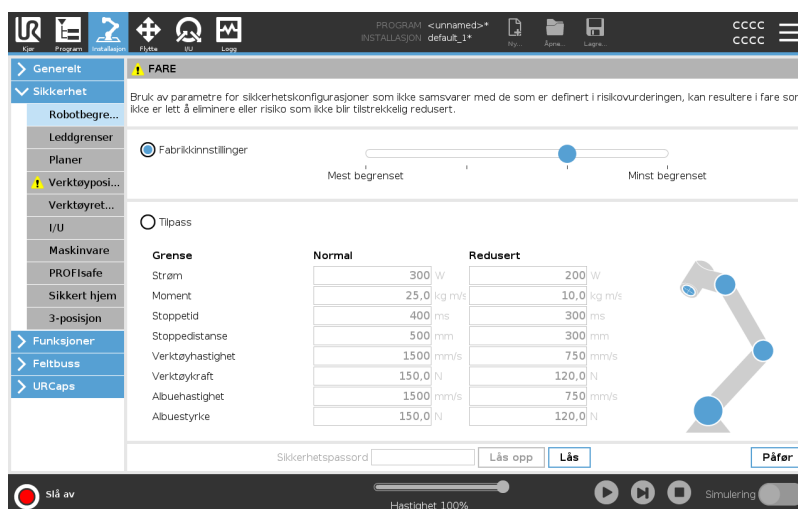 PROGRAM <unnamed>*
INSTALLASJON default_1*
CCCC
CCCC
Kjør Program Installasjon Flytte I/U Logg Ny... Åpne... Lagre...
Generelt
Sikkerhet
Robotbegre...
Leddgrenser
Planer
Verktøyposi...
Verktøyret...
I/U
Maskinvare
PROFIsafe
Sikkert hjem
3-posisjon
Funksjoner
Feltbuss
URCaps
FARE
Bruk av parametre for sikkerhetskonfigurasjoner som ikke samsvarer med de som er definert i risikovurderingen, kan resultere i fare sor
ikke er lett å eliminere eller risiko som ikke blir tilstrekkelig redusert.
Fabrikkinnstillinger
Mest begrenset Minst begrenset
Tilpass
Grense Normal Redusert
Strøm 300 W 200 W
Moment 25,0 kg m/s 10,0 kg m/s
Stoppetid 400 ms 300 ms
Stoppedistanse 500 mm 300 mm
Verktøyhastighet 1500 mm/s 750 mm/s
Verktøykraft 150,0 N 120,0 N
Albuehastighet 1500 mm/s 750 mm/s
Albuestyrke 150,0 N 120,0 N
Sikkerhetspassord Lås opp Lås Påfør
Slå av Hastighet 100% Simulering